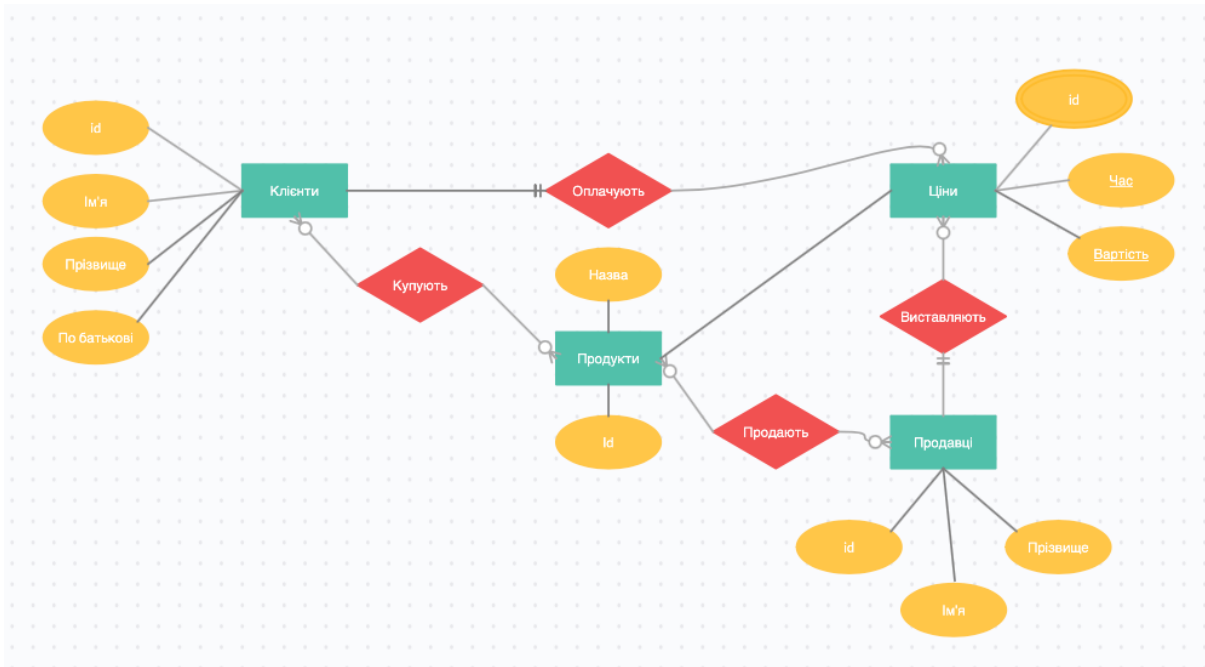 id
id
Час
Клієнти
Оплачують
Ціни
Ім'я
Прізвище
Вартість
Назва
Купують
Виставляють
По батькові
Продукти
Продають
Продавці
Id
id
Прізвище
Ім'я